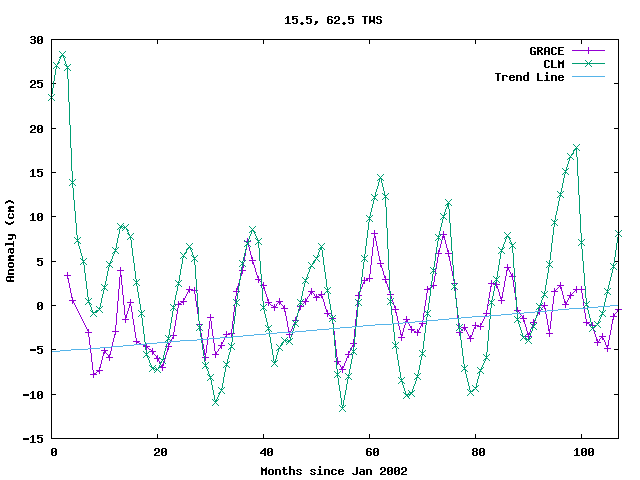 15.5, 62.5 TWS
GRACE
CLM
Trend Line
30
25
20
15
10
5
0
-5
-10
-15
Anomaly (cm)
0 20 40 60 80 100
Months since Jan 2002